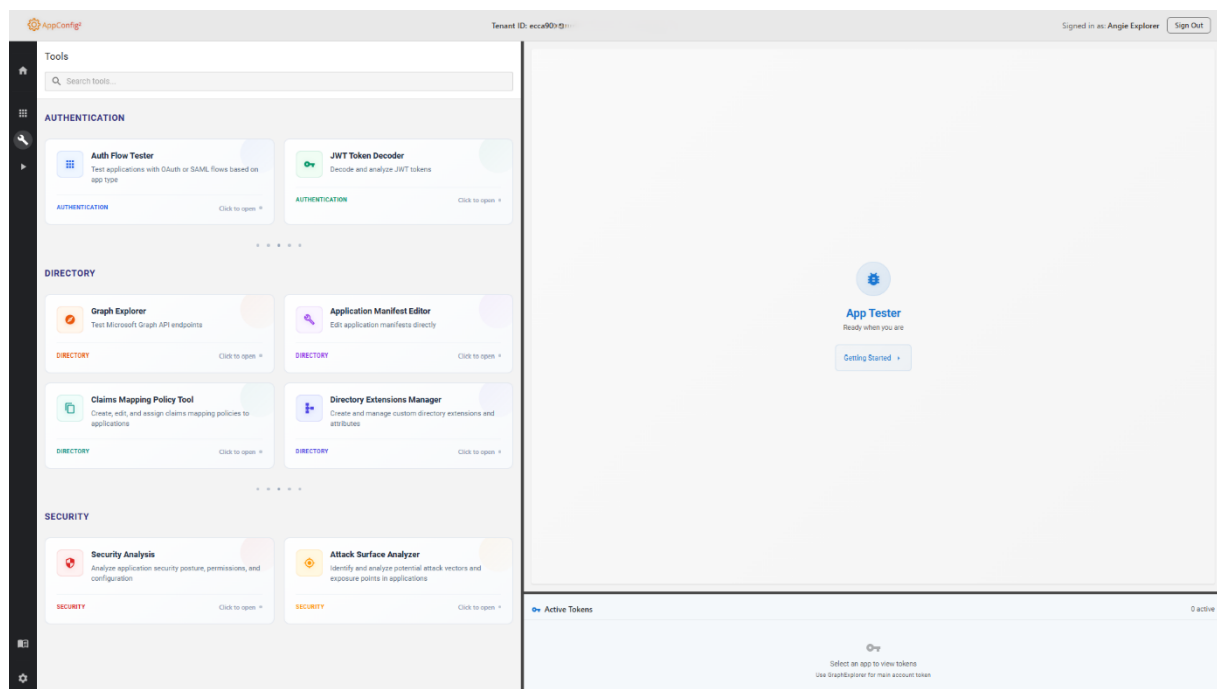 AppConfig²
Tenant ID: ecca90
Signed in as: Angie Explorer
Sign Out
Tools
Search tools...
AUTHENTICATION
Auth Flow Tester
Test applications with OAuth or SAML flows based on
app type
AUTHENTICATION
Click to open
JWT Token Decoder
Decode and analyze JWT tokens
AUTHENTICATION
Click to open
DIRECTORY
Graph Explorer
Test Microsoft Graph API endpoints
DIRECTORY
Click to open
Application Manifest Editor
Edit application manifests directly
DIRECTORY
Click to open
Claims Mapping Policy Tool
Create, edit, and assign claims mapping policies to
applications
DIRECTORY
Click to open
Directory Extensions Manager
Create and manage custom directory extensions and
attributes
DIRECTORY
Click to open
SECURITY
Security Analysis
Analyze application security posture, permissions, and
configuration
SECURITY
Click to open
Attack Surface Analyzer
Identify and analyze potential attack vectors and
exposure points in applications
SECURITY
Click to open
App Tester
Ready when you are
Getting Started
Active Tokens
0 active
Select an app to view tokens
Use GraphExplorer for main account token